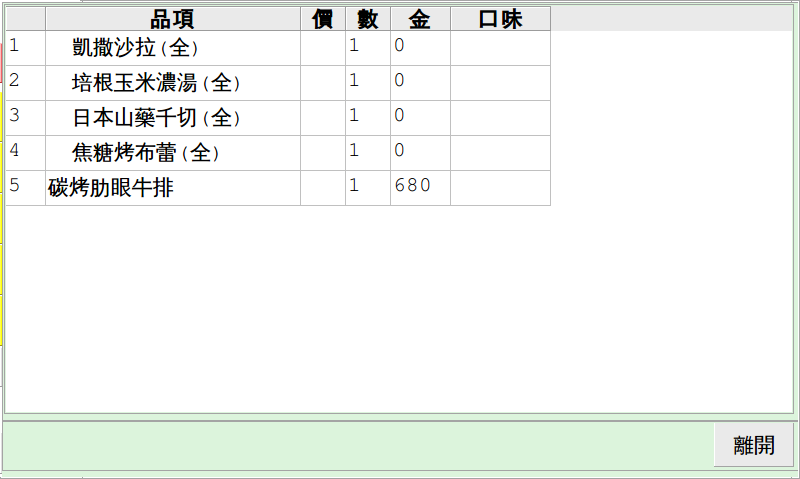 品項 價 數 金 口味
1 凱撒沙拉(全) 1 0
2 培根玉米濃湯(全) 1 0
3 日本山藥千切(全) 1 0
4 焦糖烤布蕾(全) 1 0
5 碳烤肋眼牛排 1 680
離開